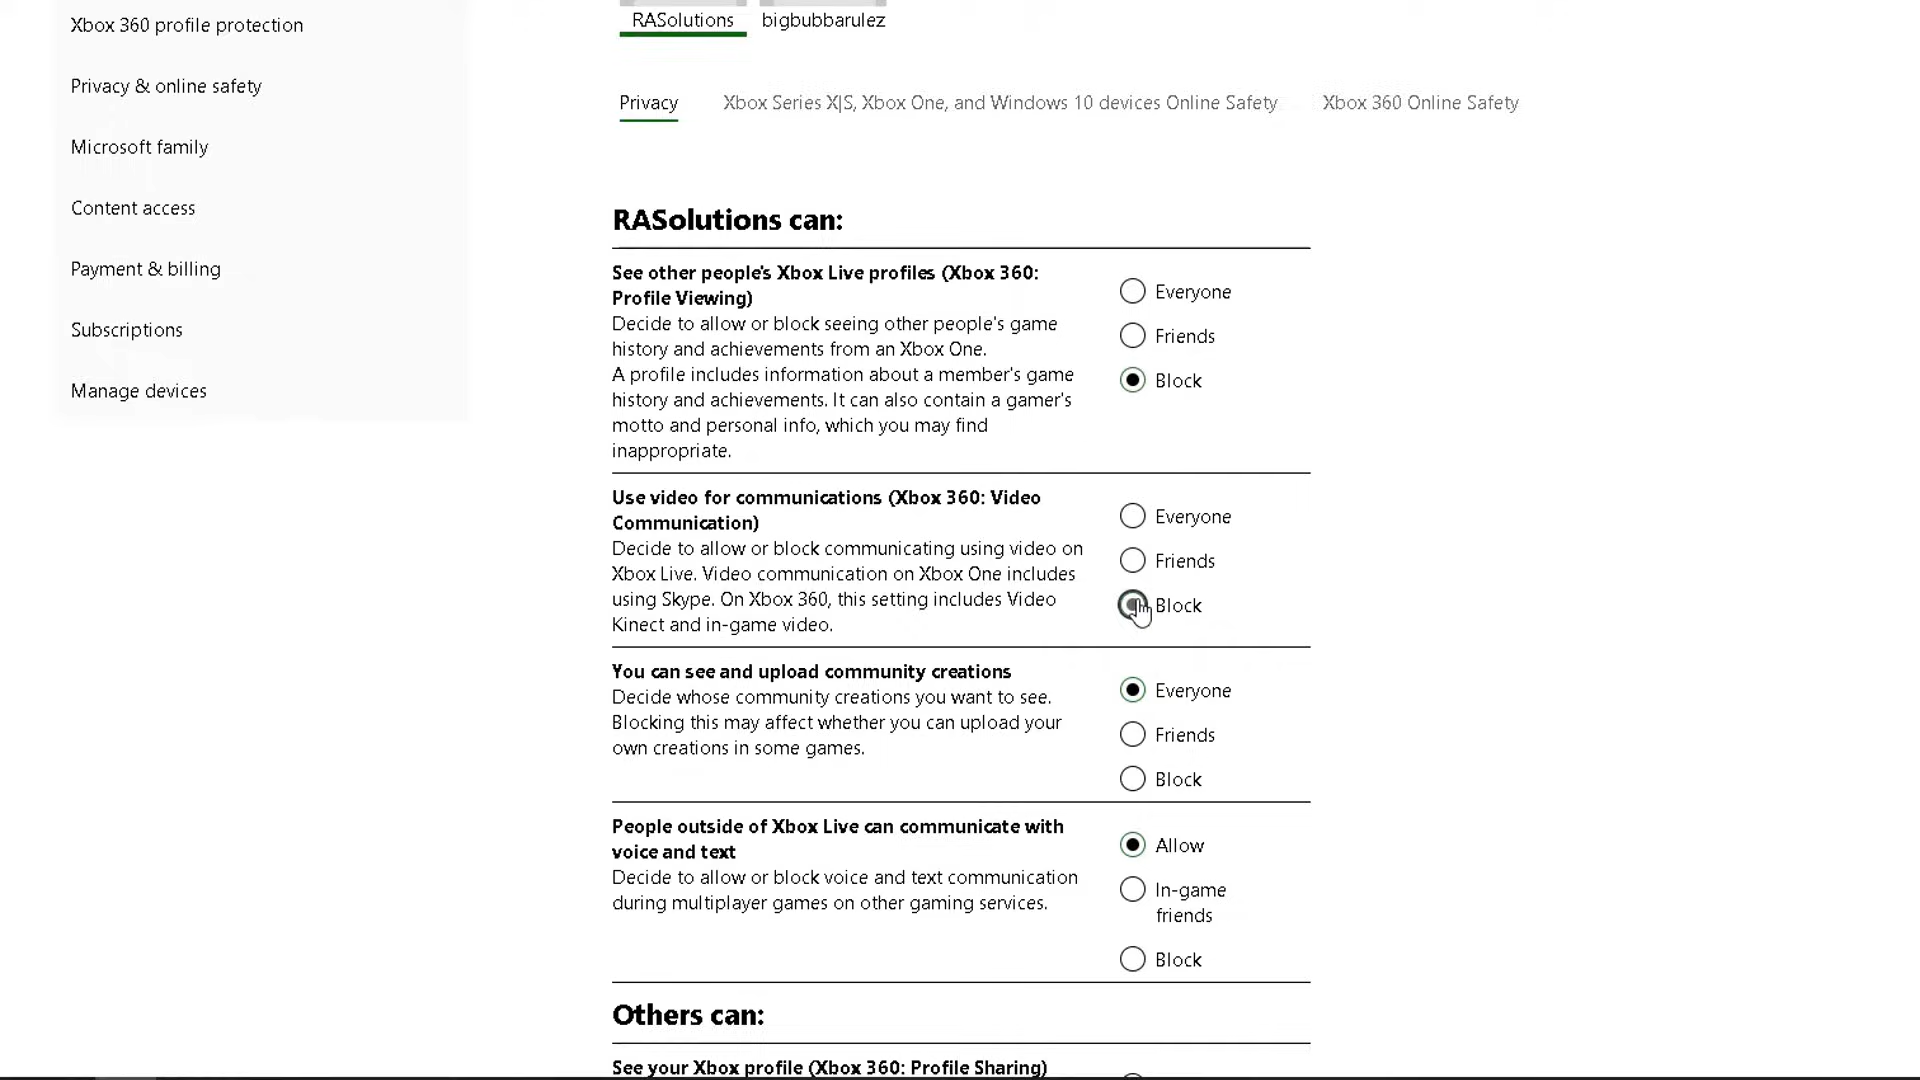 Xbox 360 profile protection
Privacy & online safety
Microsoft family
Content access
Payment & billing
Subscriptions
Manage devices
RASolutions
bigbubbarulez
Privacy
Xbox Series X|S, Xbox One, and Windows 10 devices Online Safety
Xbox 360 Online Safety
RASolutions can:
See other people's Xbox Live profiles (Xbox 360:
Profile Viewing)
Decide to allow or block seeing other people's game
history and achievements from an Xbox One.
A profile includes information about a member's game
history and achievements. It can also contain a gamer's
motto and personal info, which you may find
inappropriate.
Everyone
Friends
Block
Use video for communications (Xbox 360: Video
Communication)
Decide to allow or block communicating using video on
Xbox Live. Video communication on Xbox One includes
using Skype. On Xbox 360, this setting includes Video
Kinect and in-game video.
Everyone
Friends
Block
You can see and upload community creations
Decide whose community creations you want to see.
Blocking this may affect whether you can upload your
own creations in some games.
Everyone
Friends
Block
People outside of Xbox Live can communicate with
voice and text
Decide to allow or block voice and text communication
during multiplayer games on other gaming services.
Allow
In-game
friends
Block
Others can:
See your Xbox profile (Xbox 360: Profile Sharing)